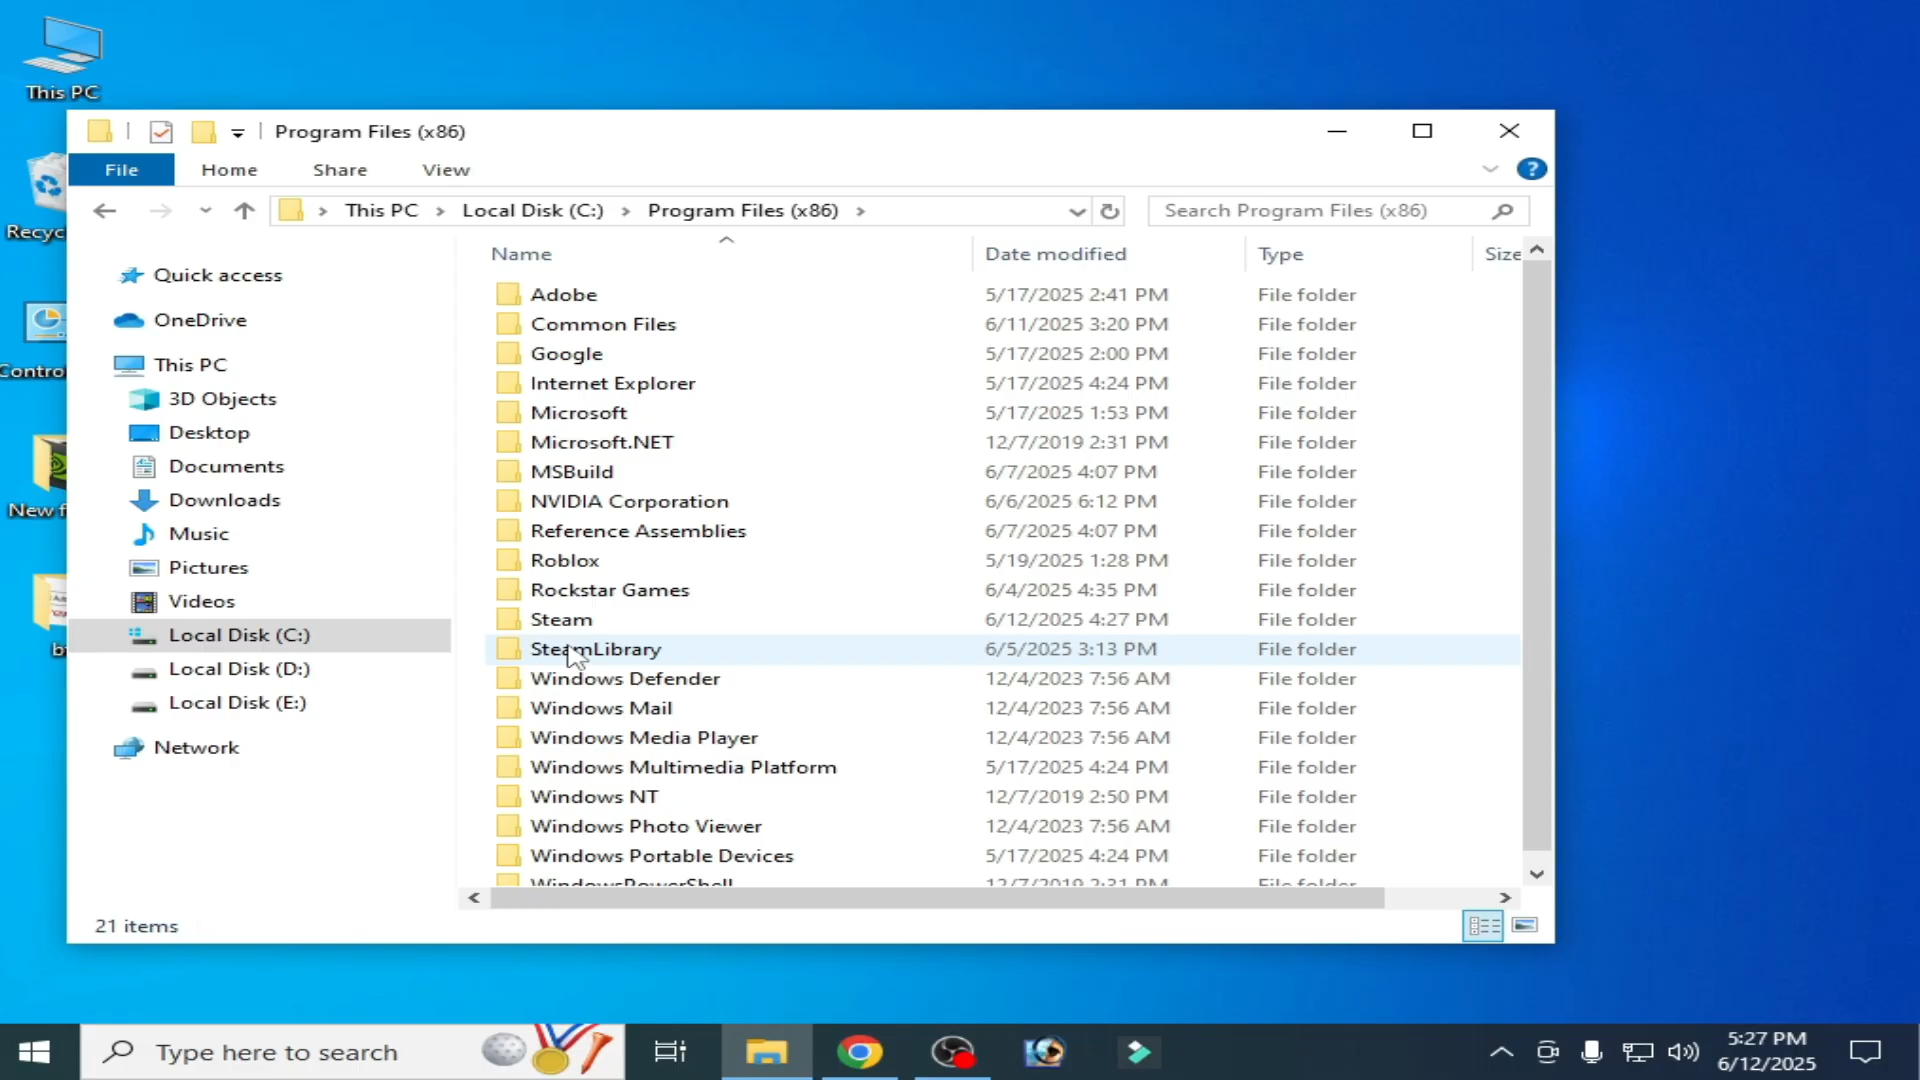 This PC
Recyc
Contro
New f
b
Program Files (x86)
File Home Share View
This PC Local Disk (C:) Program Files (x86)
Search Program Files (x86)
Quick access
OneDrive
This PC
3D Objects
Desktop
Documents
Downloads
Music
Pictures
Videos
Local Disk (C:)
Local Disk (D:)
Local Disk (E:)
Network
Name Date modified Type Size
Adobe 5/17/2025 2:41 PM File folder
Common Files 6/11/2025 3:20 PM File folder
Google 5/17/2025 2:00 PM File folder
Internet Explorer 5/17/2025 4:24 PM File folder
Microsoft 5/17/2025 1:53 PM File folder
Microsoft.NET 12/7/2019 2:31 PM File folder
MSBuild 6/7/2025 4:07 PM File folder
NVIDIA Corporation 6/6/2025 6:12 PM File folder
Reference Assemblies 6/7/2025 4:07 PM File folder
Roblox 5/19/2025 1:28 PM File folder
Rockstar Games 6/4/2025 4:35 PM File folder
Steam 6/12/2025 4:27 PM File folder
SteamLibrary 6/5/2025 3:13 PM File folder
Windows Defender 12/4/2023 7:56 AM File folder
Windows Mail 12/4/2023 7:56 AM File folder
Windows Media Player 12/4/2023 7:56 AM File folder
Windows Multimedia Platform 5/17/2025 4:24 PM File folder
Windows NT 12/7/2019 2:50 PM File folder
Windows Photo Viewer 12/4/2023 7:56 AM File folder
Windows Portable Devices 5/17/2025 4:24 PM File folder
WindowsPowerShell 12/7/2019 2:31 PM File folder
21 items
Type here to search
5:27 PM
6/12/2025